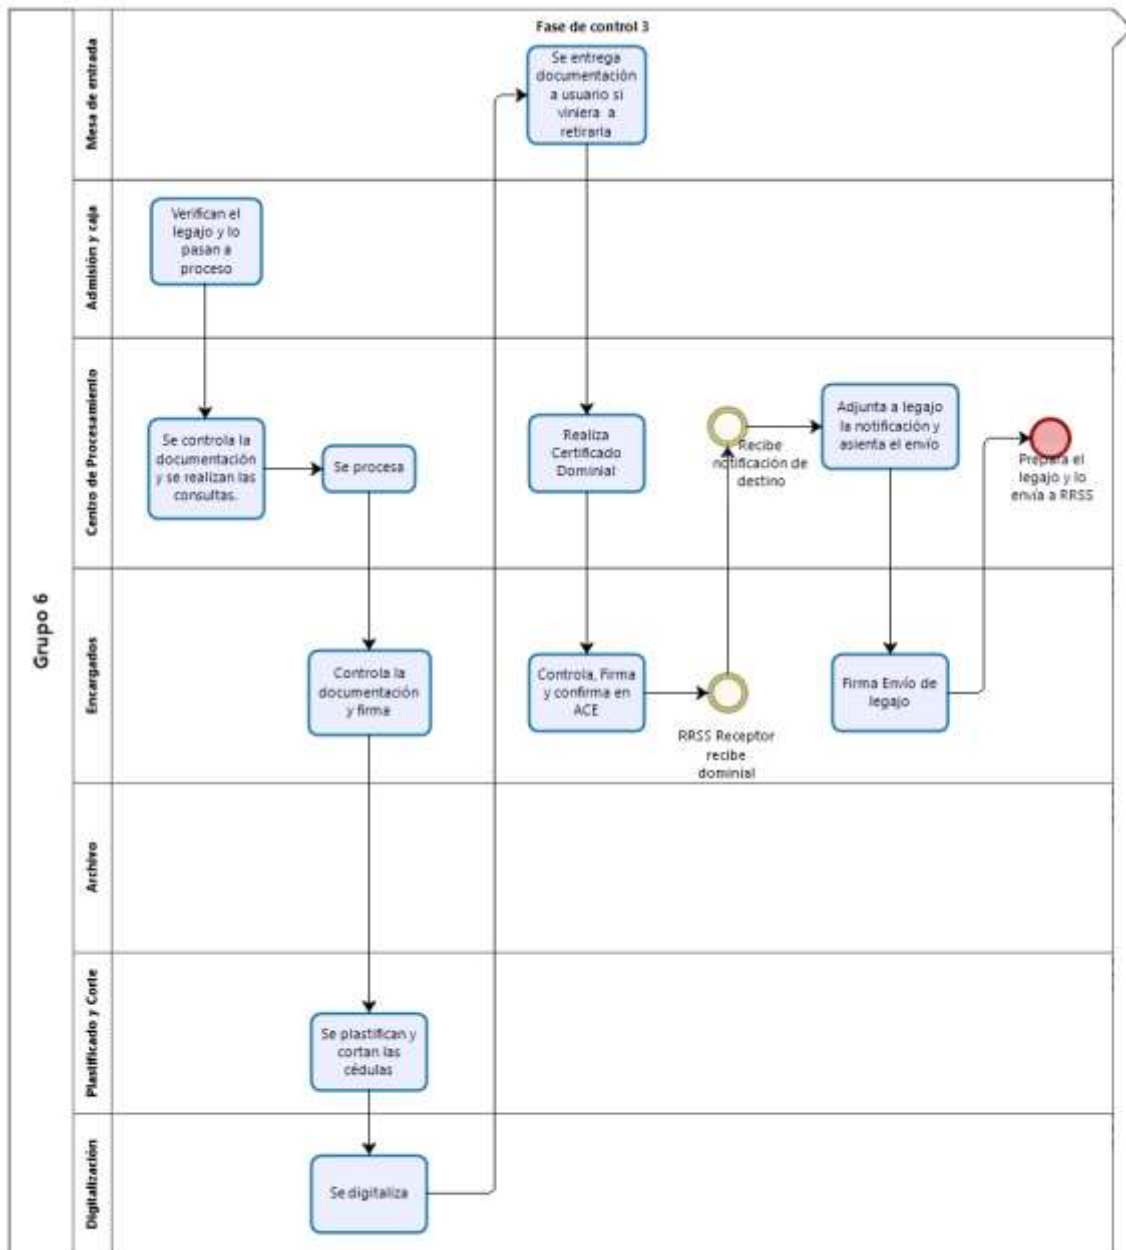 Grupo 6
Fase de control 3
Mesa de entrada
Se entrega
documentación
a usuario si
viniera a
retirarla
Admisión y caja
Verifican el
legajo y lo
pasan a
proceso
Centro de Procesamiento
Se controla la
documentación
y se realizan las
consultas.
Se procesa
Realiza
Certificado
Dominial
Recibe
notificación de
destino
Adjunta a legajo
la notificación y
asienta el envío
Prepara el
legajo y lo
envía a RRSS
Encargados
Controla la
documentación
y firma
Controla, Firma
y confirma en
ACE
RRSS Receptor
recibe
dominial
Firma Envío de
legajo
Archivo
Plastificado y Corte
Se plastifican y
cortan las
cédulas
Digitalización
Se digitaliza